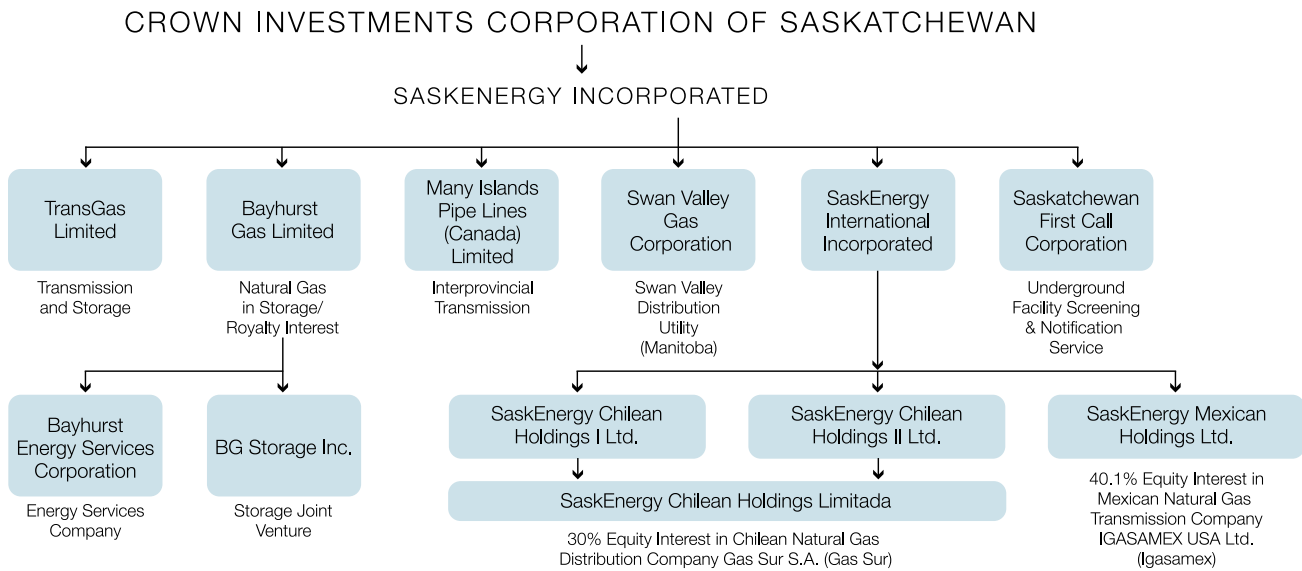 CROWN INVESTMENTS CORPORATION OF SASKATCHEWAN
SASKENERGY INCORPORATED
TransGas
Limited
Transmission
and Storage
Bayhurst
Gas Limited
Natural Gas
in Storage/
Royalty Interest
Many Islands
Pipe Lines
(Canada)
Limited
Interprovincial
Transmission
Swan Valley
Gas
Corporation
Swan Valley
Distribution
Utility
(Manitoba)
SaskEnergy
International
Incorporated
Saskatchewan
First Call
Corporation
Underground
Facility Screening
& Notification
Service
Bayhurst
Energy Services
Corporation
Energy Services
Company
BG Storage Inc.
Storage Joint
Venture
SaskEnergy Chilean
Holdings I Ltd.
SaskEnergy Chilean
Holdings II Ltd.
SaskEnergy Chilean Holdings Limitada
30% Equity Interest in Chilean Natural Gas
Distribution Company Gas Sur S.A. (Gas Sur)
SaskEnergy Mexican
Holdings Ltd.
40.1% Equity Interest in
Mexican Natural Gas
Transmission Company
IGASAMEX USA Ltd.
(Igasamex)